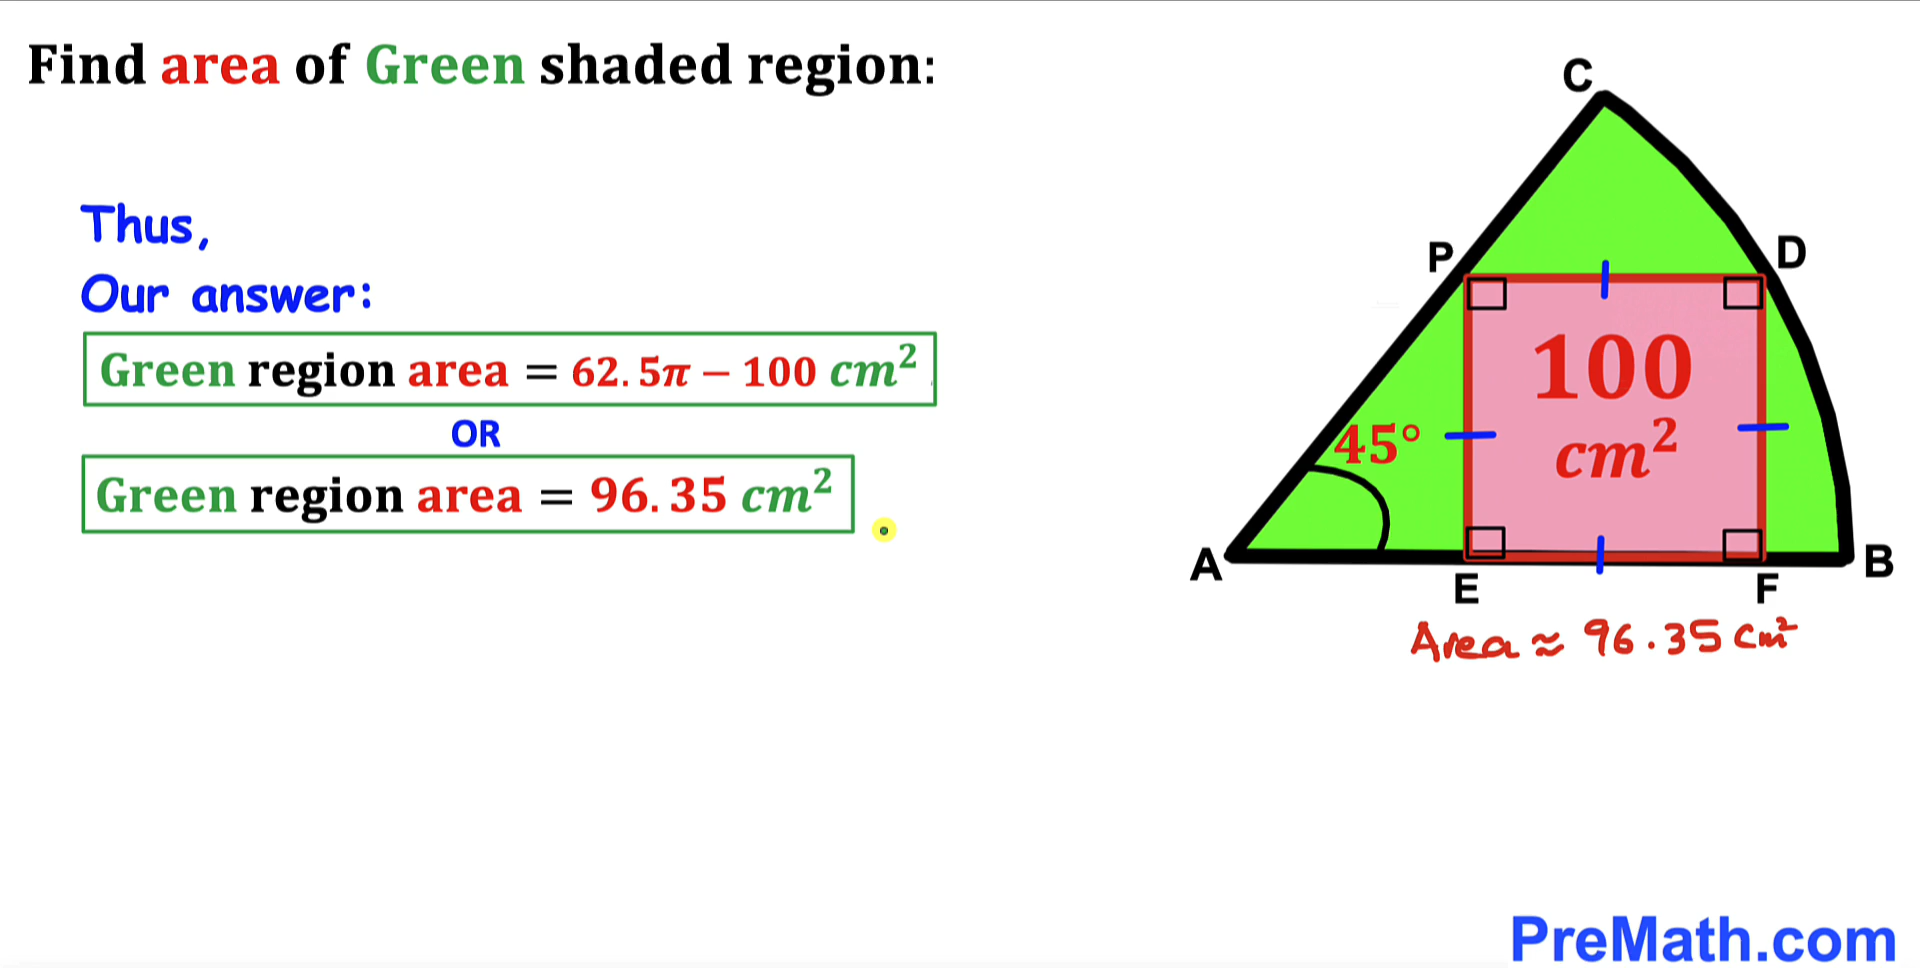 Find area of Green shaded region:
Thus,
Our answer:
Green region area = 62.5π − 100 cm²
OR
Green region area = 96.35 cm²
C
P
D
100
cm²
45°
A
B
E
F
Area ≈ 96.35 cm²
PreMath.com